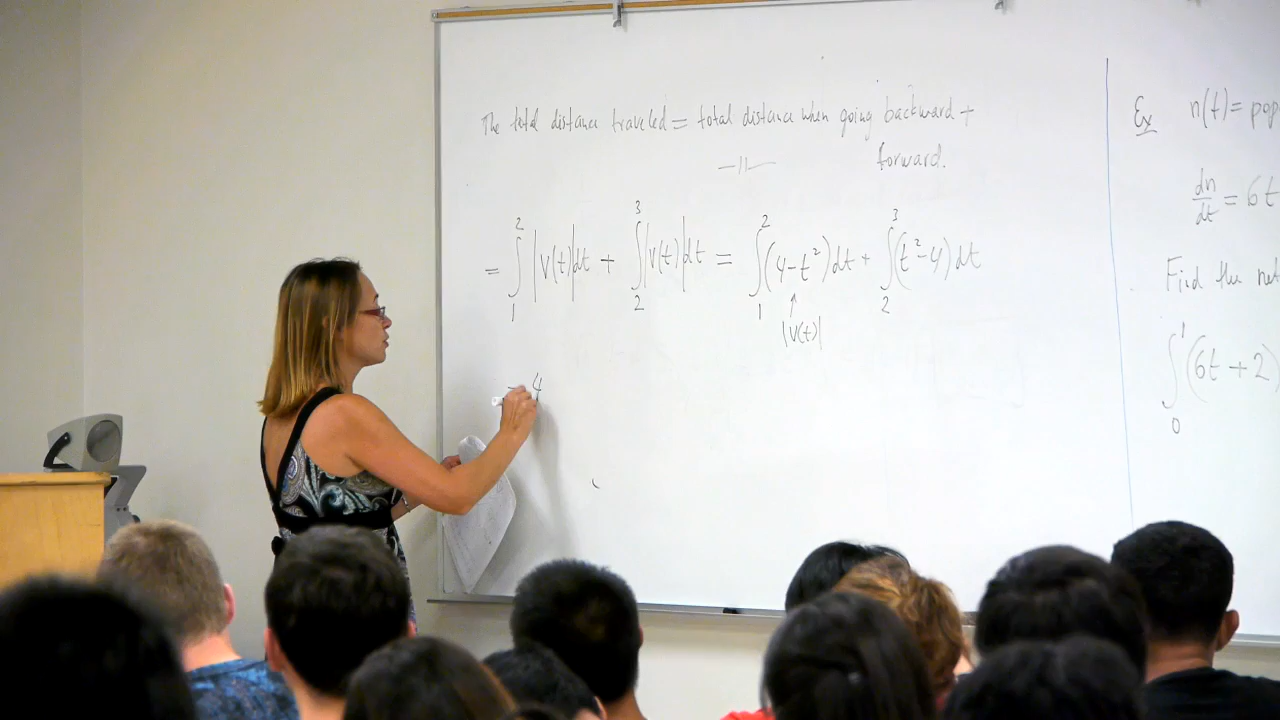 The total distance traveled = total distance when going backward +
—||— forward.
= ∫₁² |v(t)|dt + ∫₂³ |v(t)|dt = ∫₁² (4-t²)dt + ∫₂³ (t²-4)dt
↑
|v(t)|
= 4
Ex n(t) = pop
dn/dt = 6t
Find the net
∫₀¹ (6t + 2)